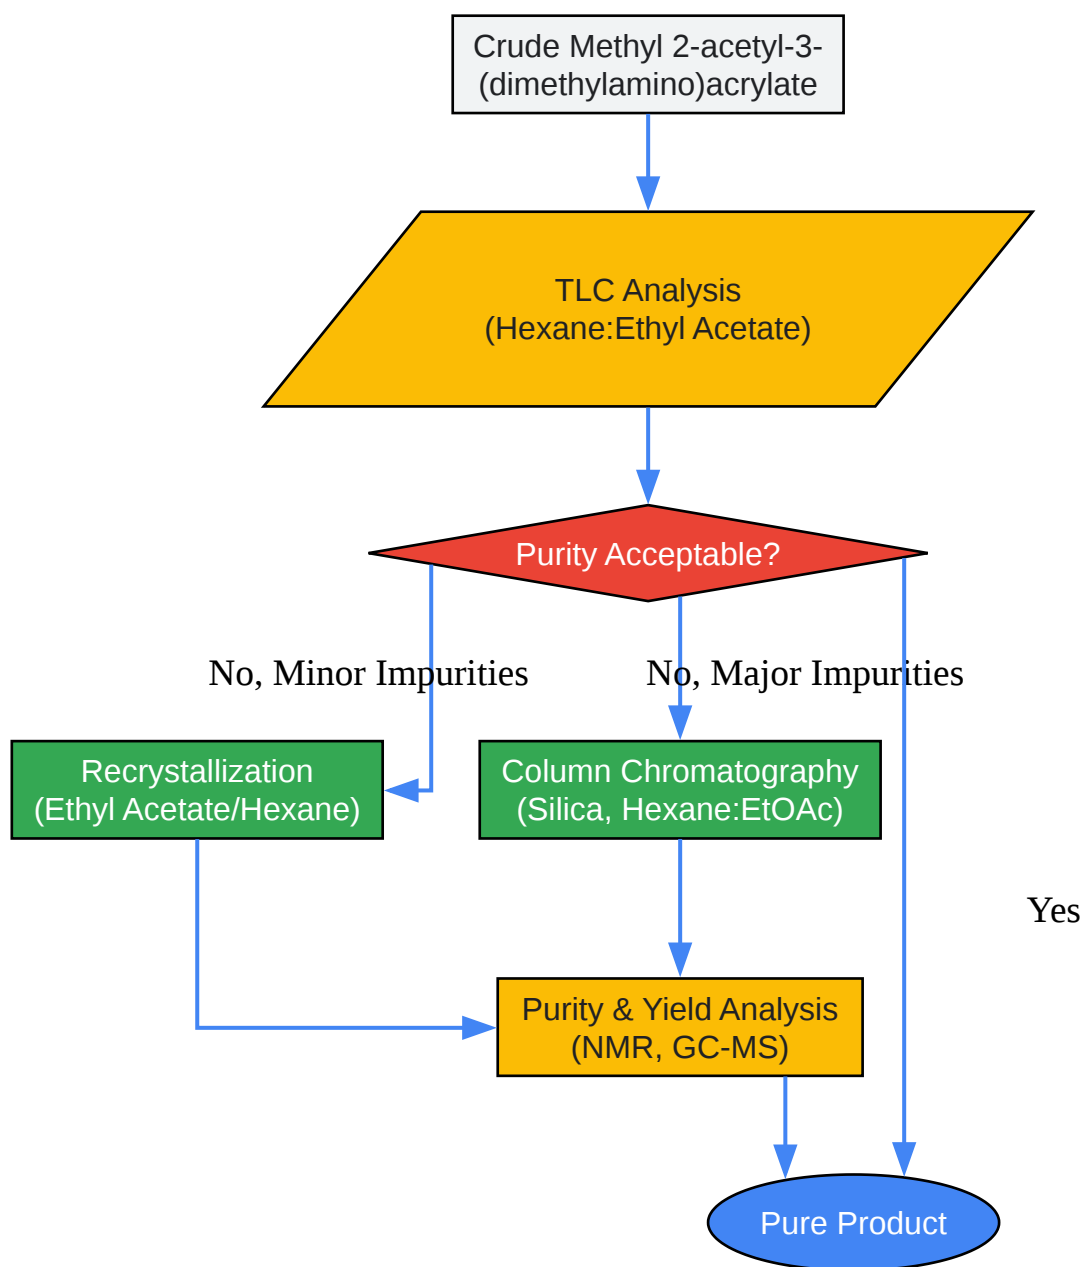 Crude Methyl 2-acetyl-3-
(dimethylamino)acrylate
TLC Analysis
(Hexane:Ethyl Acetate)
Purity Acceptable?
No, Minor Impurities
No, Major Impurities
Recrystallization
(Ethyl Acetate/Hexane)
Column Chromatography
(Silica, Hexane:EtOAc)
Yes
Purity & Yield Analysis
(NMR, GC-MS)
Pure Product